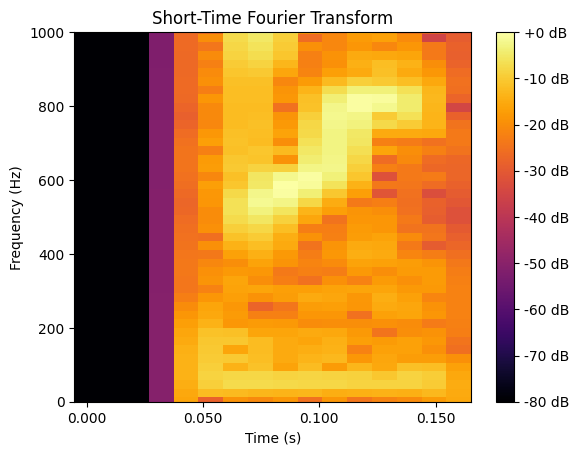 Short-Time Fourier Transform
1000
800
600
400
200
0
Frequency (Hz)
0.000
0.050
0.100
0.150
Time (s)
+0 dB
-10 dB
-20 dB
-30 dB
-40 dB
-50 dB
-60 dB
-70 dB
-80 dB